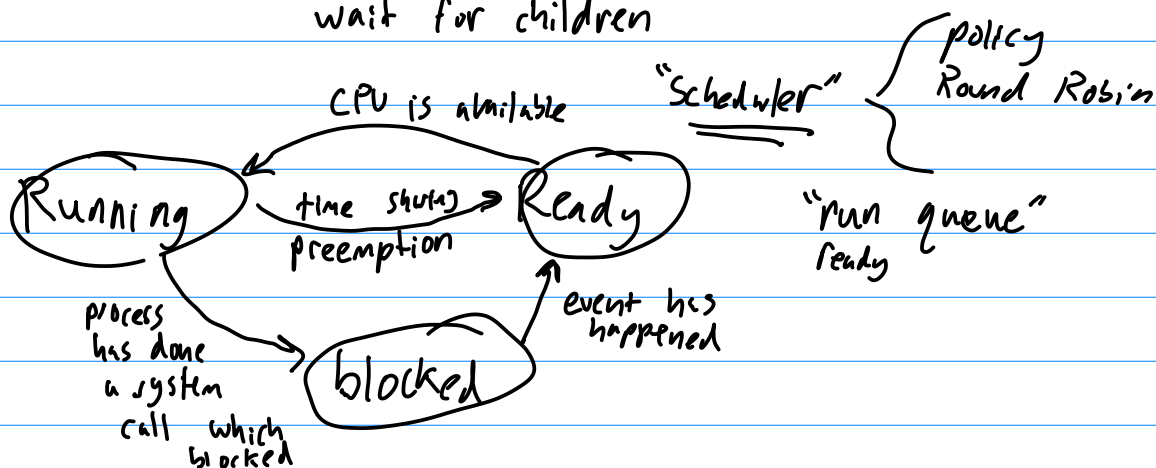 wait for children
policy
"Scheduler"
Round Robin
CPU is available
Running
time sharing
preemption
Ready
"run queue"
ready
process
has done
a system
call which
blocked
blocked
event has
happened